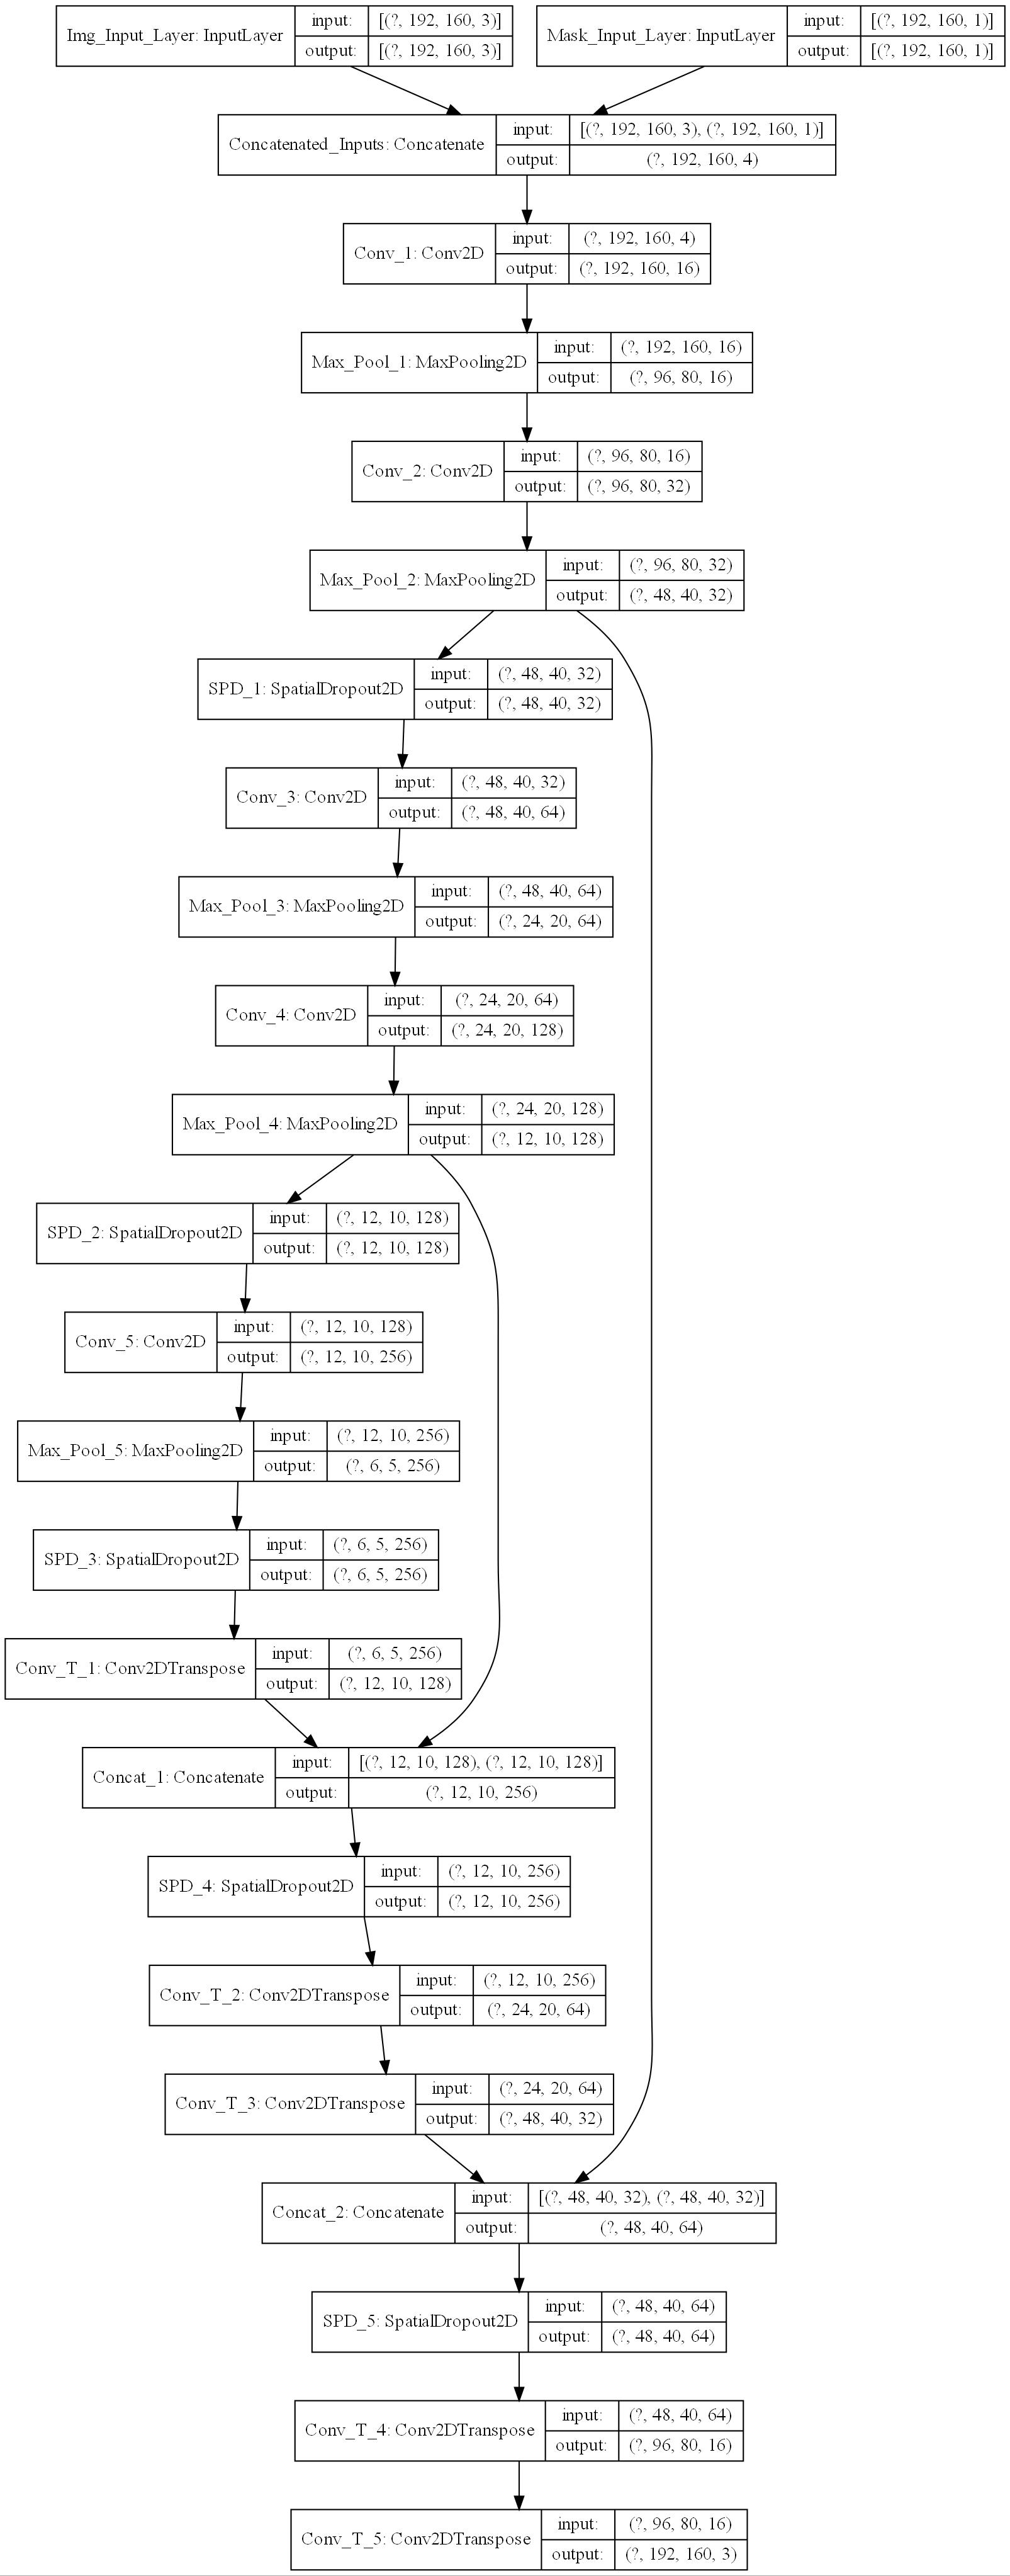 Img_Input_Layer: InputLayer
input: [(?, 192, 160, 3)]
output: [(?, 192, 160, 3)]
Mask_Input_Layer: InputLayer
input: [(?, 192, 160, 1)]
output: [(?, 192, 160, 1)]
Concatenated_Inputs: Concatenate
input: [(?, 192, 160, 3), (?, 192, 160, 1)]
output: (?, 192, 160, 4)
Conv_1: Conv2D
input: (?, 192, 160, 4)
output: (?, 192, 160, 16)
Max_Pool_1: MaxPooling2D
input: (?, 192, 160, 16)
output: (?, 96, 80, 16)
Conv_2: Conv2D
input: (?, 96, 80, 16)
output: (?, 96, 80, 32)
Max_Pool_2: MaxPooling2D
input: (?, 96, 80, 32)
output: (?, 48, 40, 32)
SPD_1: SpatialDropout2D
input: (?, 48, 40, 32)
output: (?, 48, 40, 32)
Conv_3: Conv2D
input: (?, 48, 40, 32)
output: (?, 48, 40, 64)
Max_Pool_3: MaxPooling2D
input: (?, 48, 40, 64)
output: (?, 24, 20, 64)
Conv_4: Conv2D
input: (?, 24, 20, 64)
output: (?, 24, 20, 128)
Max_Pool_4: MaxPooling2D
input: (?, 24, 20, 128)
output: (?, 12, 10, 128)
SPD_2: SpatialDropout2D
input: (?, 12, 10, 128)
output: (?, 12, 10, 128)
Conv_5: Conv2D
input: (?, 12, 10, 128)
output: (?, 12, 10, 256)
Max_Pool_5: MaxPooling2D
input: (?, 12, 10, 256)
output: (?, 6, 5, 256)
SPD_3: SpatialDropout2D
input: (?, 6, 5, 256)
output: (?, 6, 5, 256)
Conv_T_1: Conv2DTranspose
input: (?, 6, 5, 256)
output: (?, 12, 10, 128)
Concat_1: Concatenate
input: [(?, 12, 10, 128), (?, 12, 10, 128)]
output: (?, 12, 10, 256)
SPD_4: SpatialDropout2D
input: (?, 12, 10, 256)
output: (?, 12, 10, 256)
Conv_T_2: Conv2DTranspose
input: (?, 12, 10, 256)
output: (?, 24, 20, 64)
Conv_T_3: Conv2DTranspose
input: (?, 24, 20, 64)
output: (?, 48, 40, 32)
Concat_2: Concatenate
input: [(?, 48, 40, 32), (?, 48, 40, 32)]
output: (?, 48, 40, 64)
SPD_5: SpatialDropout2D
input: (?, 48, 40, 64)
output: (?, 48, 40, 64)
Conv_T_4: Conv2DTranspose
input: (?, 48, 40, 64)
output: (?, 96, 80, 16)
Conv_T_5: Conv2DTranspose
input: (?, 96, 80, 16)
output: (?, 192, 160, 3)